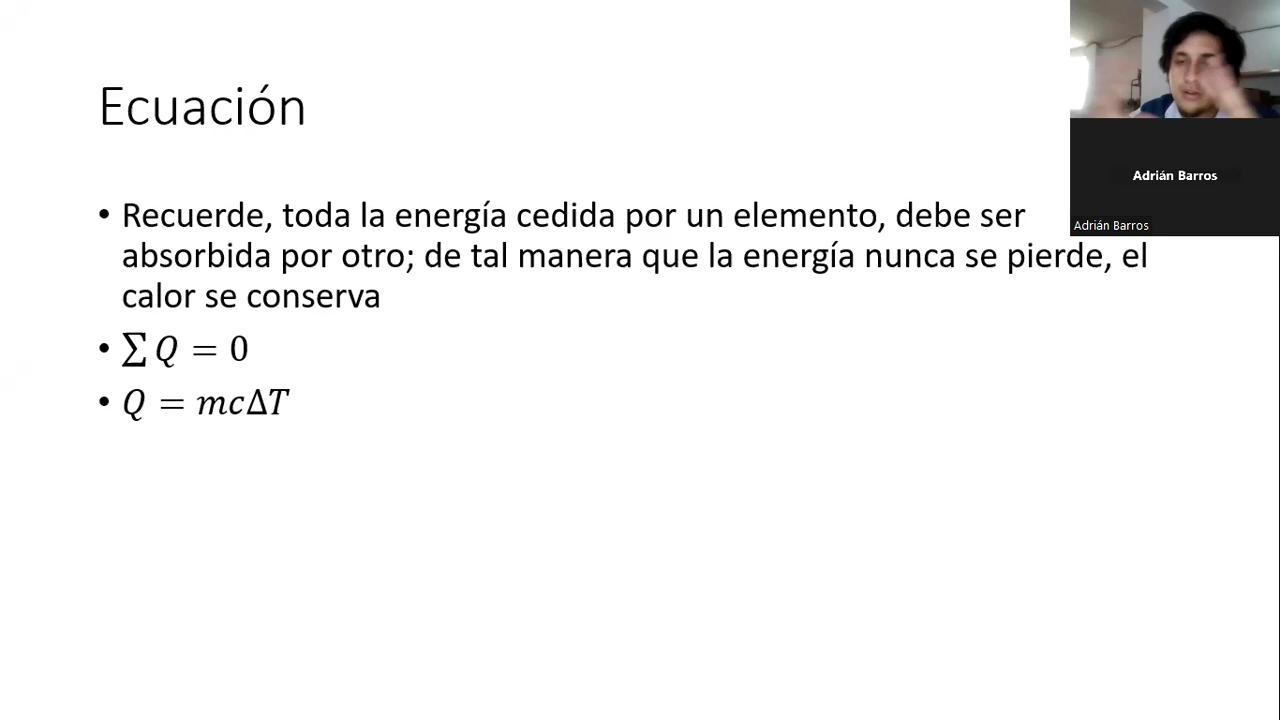 Ecuación
• Recuerde, toda la energía cedida por un elemento, debe ser
absorbida por otro; de tal manera que la energía nunca se pierde, el
calor se conserva
• ∑ 𝑄 = 0
• 𝑄 = 𝑚𝑐Δ𝑇
Adrián Barros
Adrián Barros